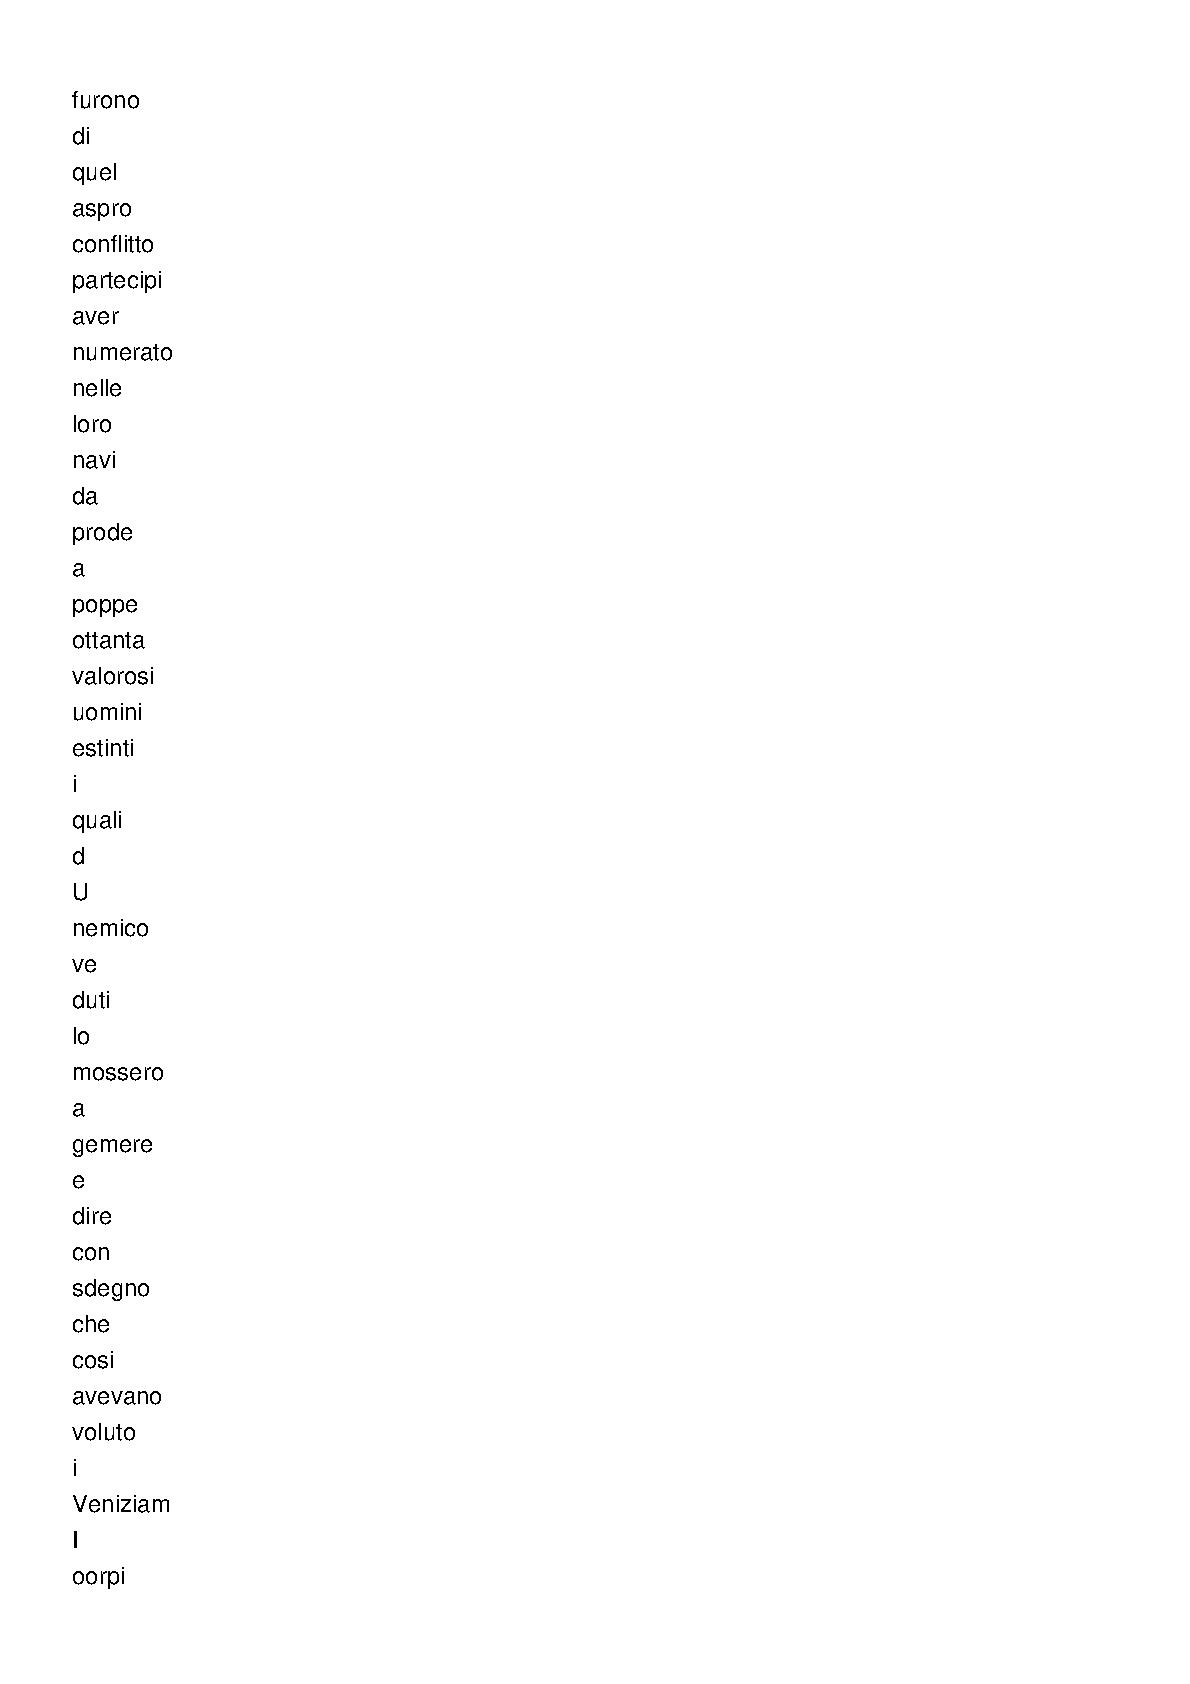 furono
di
quel
aspro
conflitto
partecipi
aver
numerato
nelle
loro
navi
da
prode
a
poppe
ottanta
valorosi
uomini
estinti
i
quali
d
U
nemico
ve
duti
lo
mossero
a
gemere
e
dire
con
sdegno
che
cosi
avevano
voluto
i
Veniziam
I
oorpi